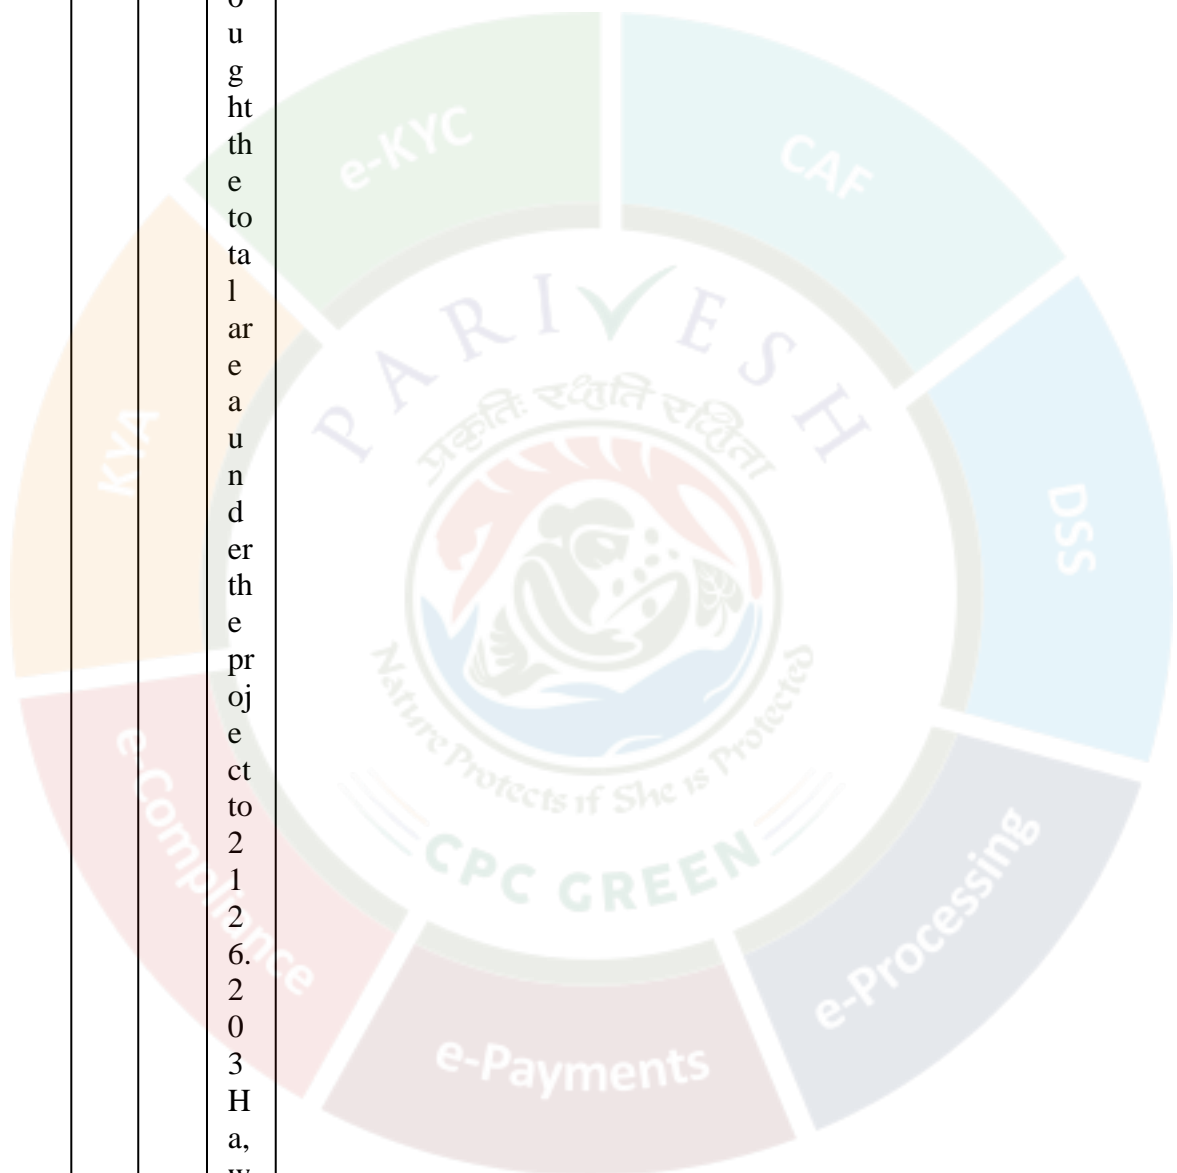 o
u
g
ht
th
e
to
ta
l
ar
e
a
u
n
d
er
th
e
pr
oj
e
ct
to
2
1
2
6.
2
0
3
H
a,
w
e-KYC
CAF
KYA
DSS
PARIVESH
प्रकृतिः रक्षति रक्षिता
Nature Protects if She is Protected
CPC GREEN
e-Compliance
e-Processing
e-Payments